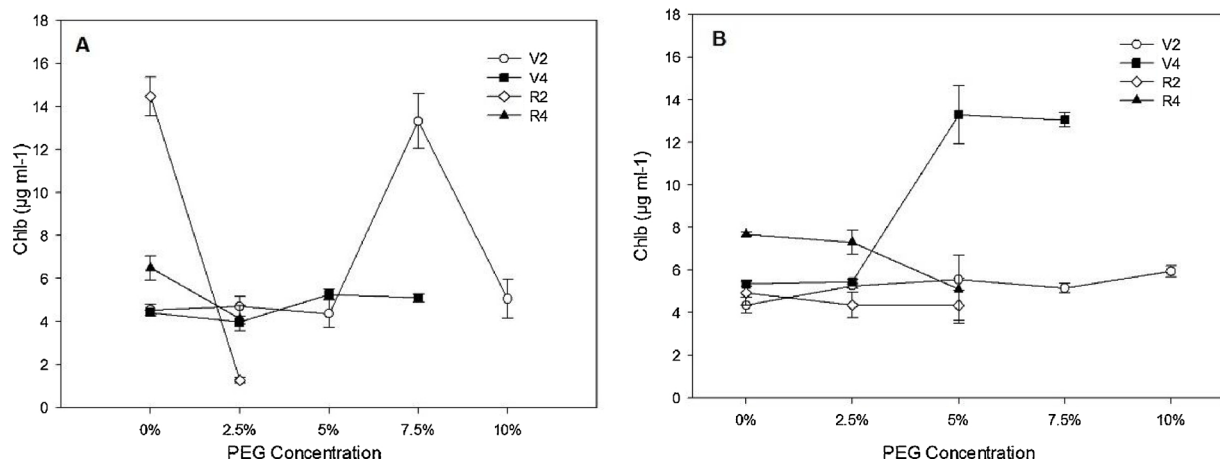 A
18
16
14
12
10
8
6
4
2
0
Chlb (µg ml-1)
V2
V4
R2
R4
0% 2.5% 5% 7.5% 10%
PEG Concentration
B
18
16
14
12
10
8
6
4
2
0
Chlb (µg ml-1)
V2
V4
R2
R4
0% 2.5% 5% 7.5% 10%
PEG Concentration